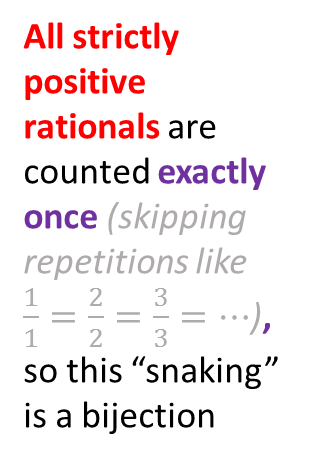 All strictly
positive
rationals are
counted exactly
once (skipping
repetitions like
1/1 = 2/2 = 3/3 = ⋯),
so this “snaking”
is a bijection